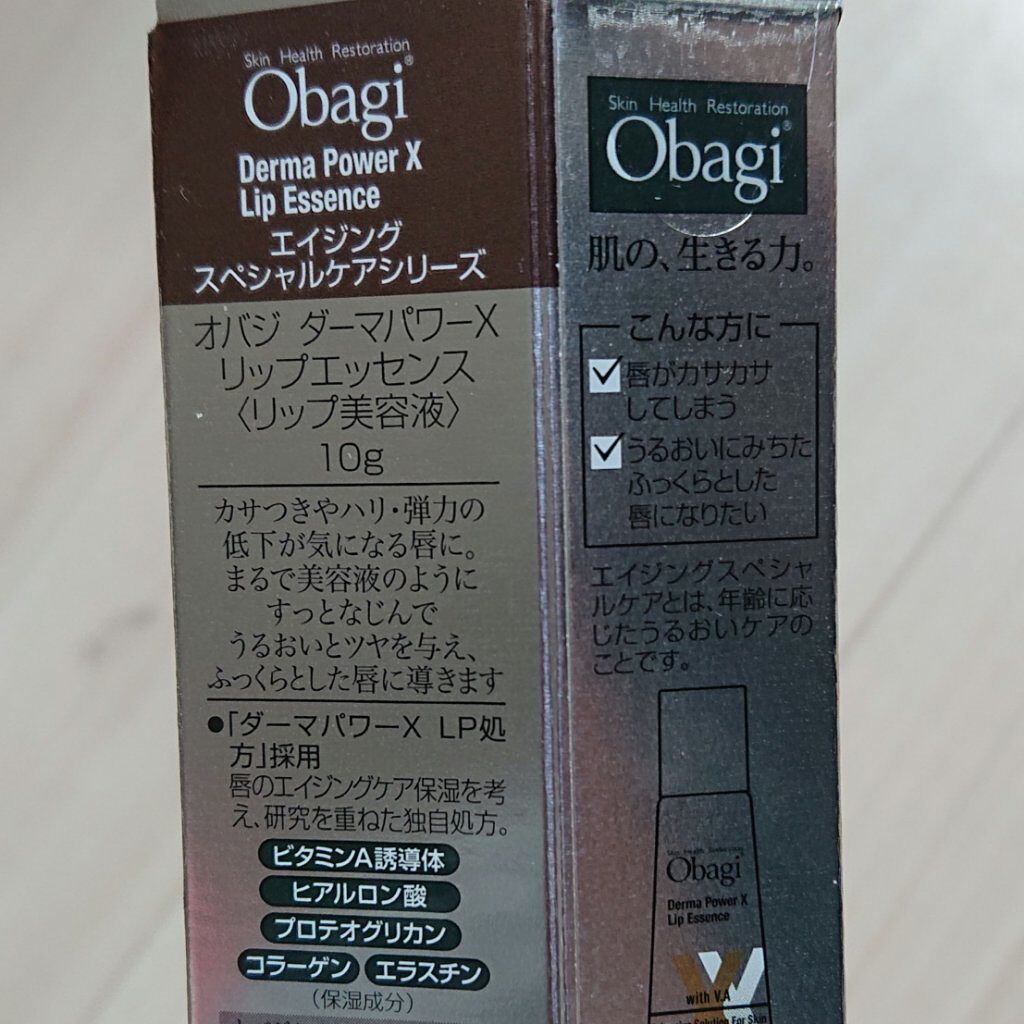 Skin Health Restoration
Obagi®
Derma Power X
Lip Essence
エイジング
スペシャルケアシリーズ
オバジ ダーマパワーX
リップエッセンス
〈リップ美容液〉
10g
カサつきやハリ・弾力の
低下が気になる唇に。
まるで美容液のように
すっとなじんで
うるおいとツヤを与え、
ふっくらとした唇に導きます
●「ダーマパワーX LP処
方」採用
唇のエイジングケア保湿を考
え、研究を重ねた独自処方。
ビタミンA誘導体
ヒアルロン酸
プロテオグリカン
コラーゲン エラスチン
（保湿成分）
Skin Health Restoration
Obagi®
肌の、生きる力。
こんな方に
唇がカサカサ
してしまう
うるおいにみちた
ふっくらとした
唇になりたい
エイジングスペシャ
ルケアとは、年齢に応
じたうるおいケアの
ことです。
Skin Health Restoration
Obagi
Derma Power X
Lip Essence
X
with V.A
Solution For Skin